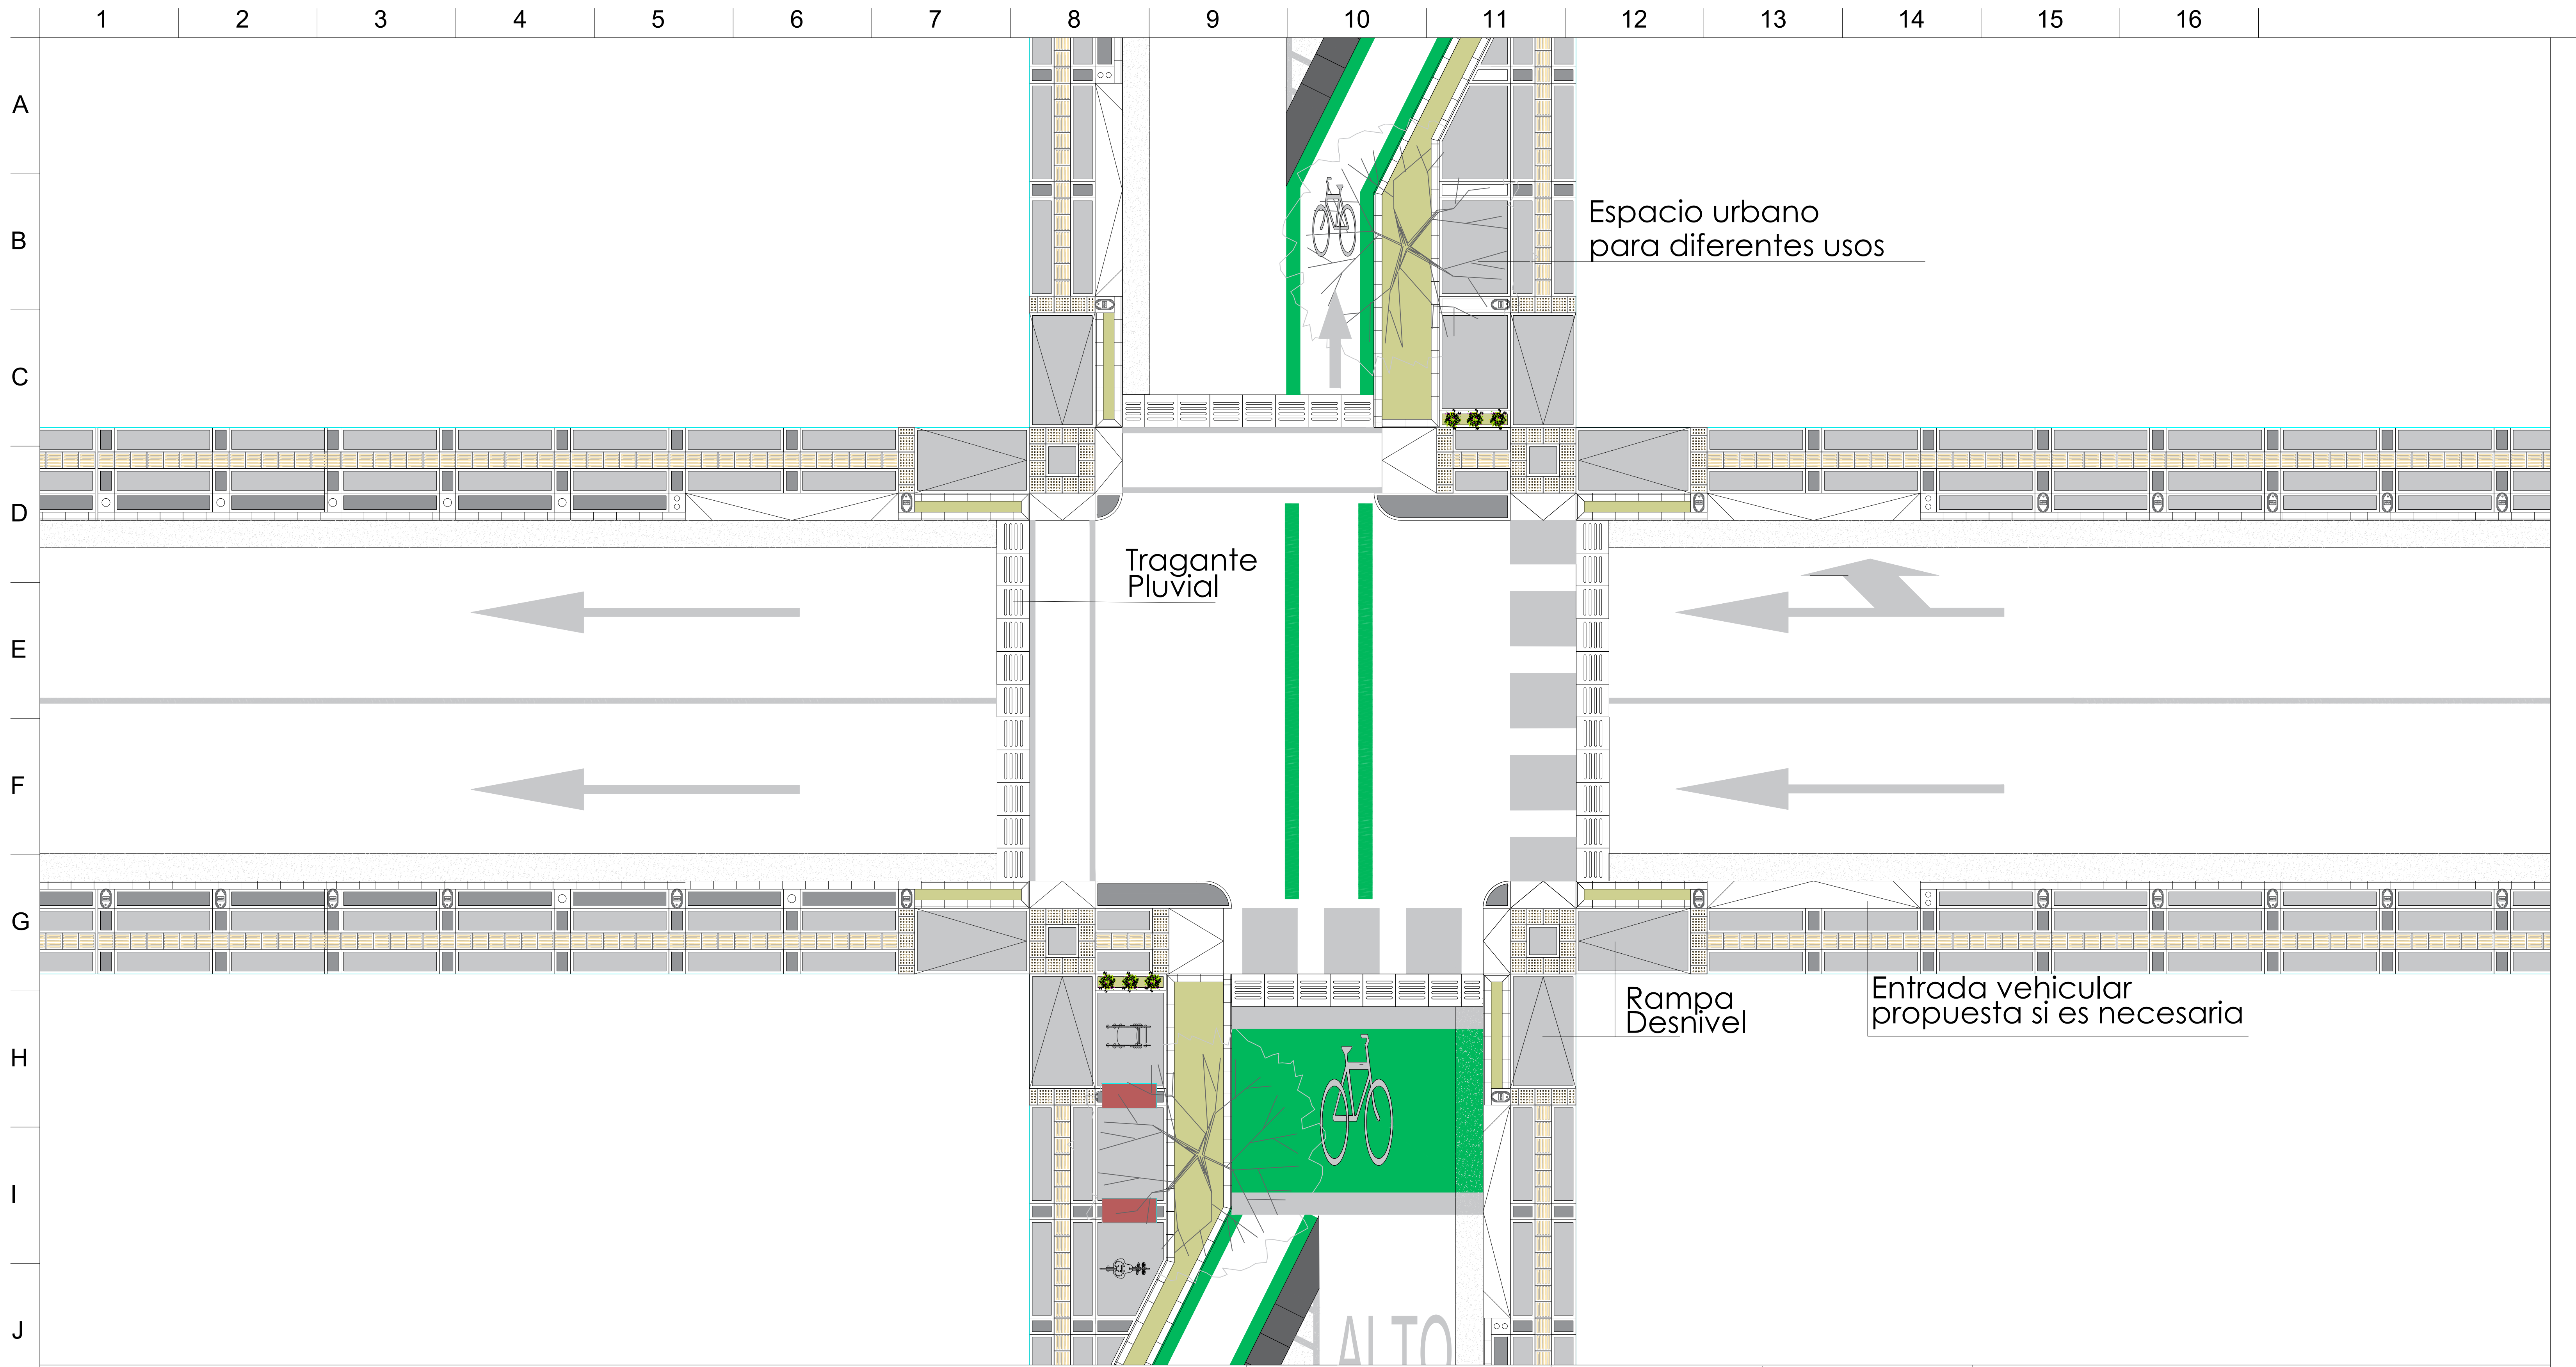 1 2 3 4 5 6 7 8 9 10 11 12 13 14 15 16
A
B
Espacio urbano
para diferentes usos
C
D
Tragante
Pluvial
E
F
G
Rampa
Desnivel
Entrada vehicular
propuesta si es necesaria
H
I
J
ALTO